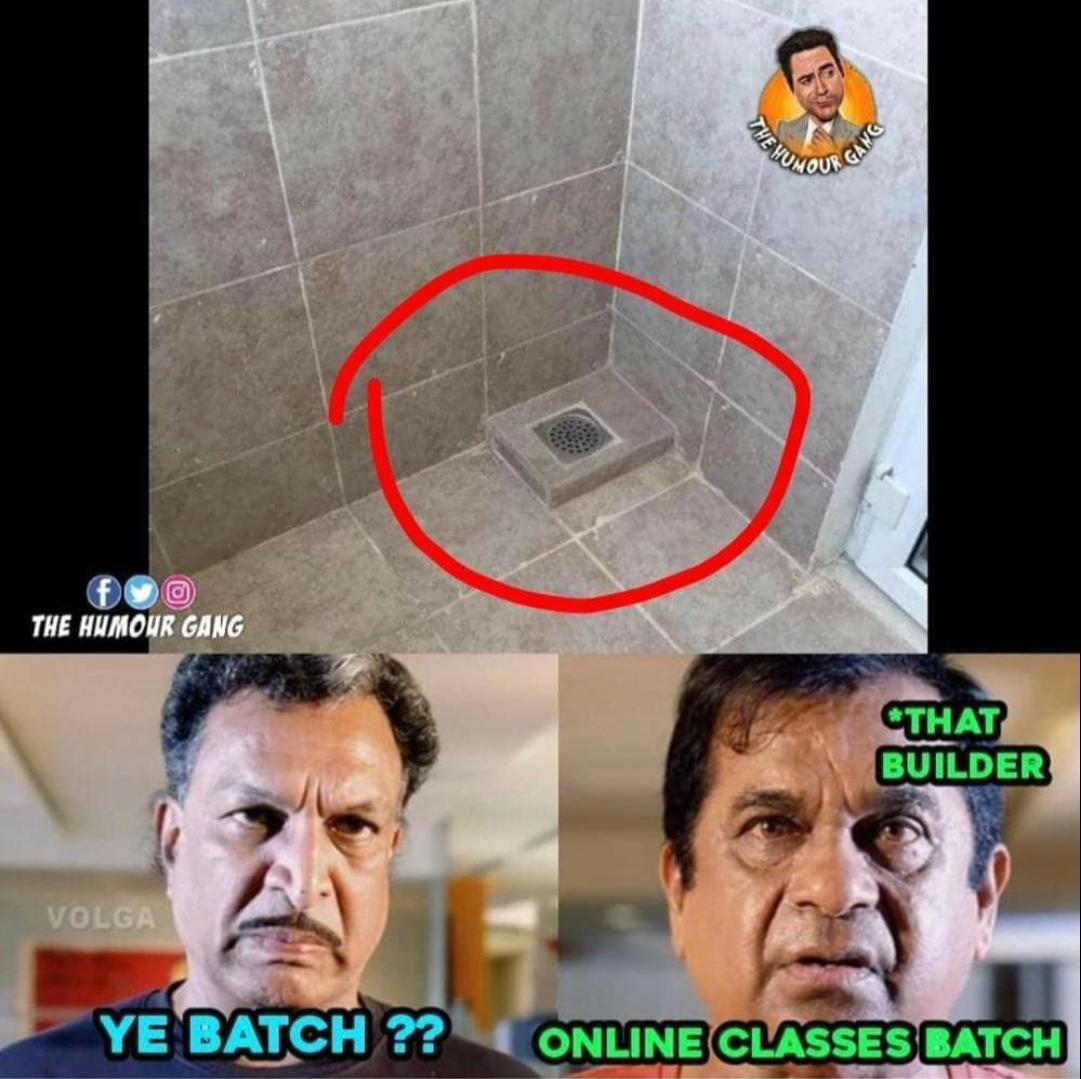 THE HUMOUR GANG
THE HUMOUR GANG
*THAT
BUILDER
VOLGA
YE BATCH ??
ONLINE CLASSES BATCH